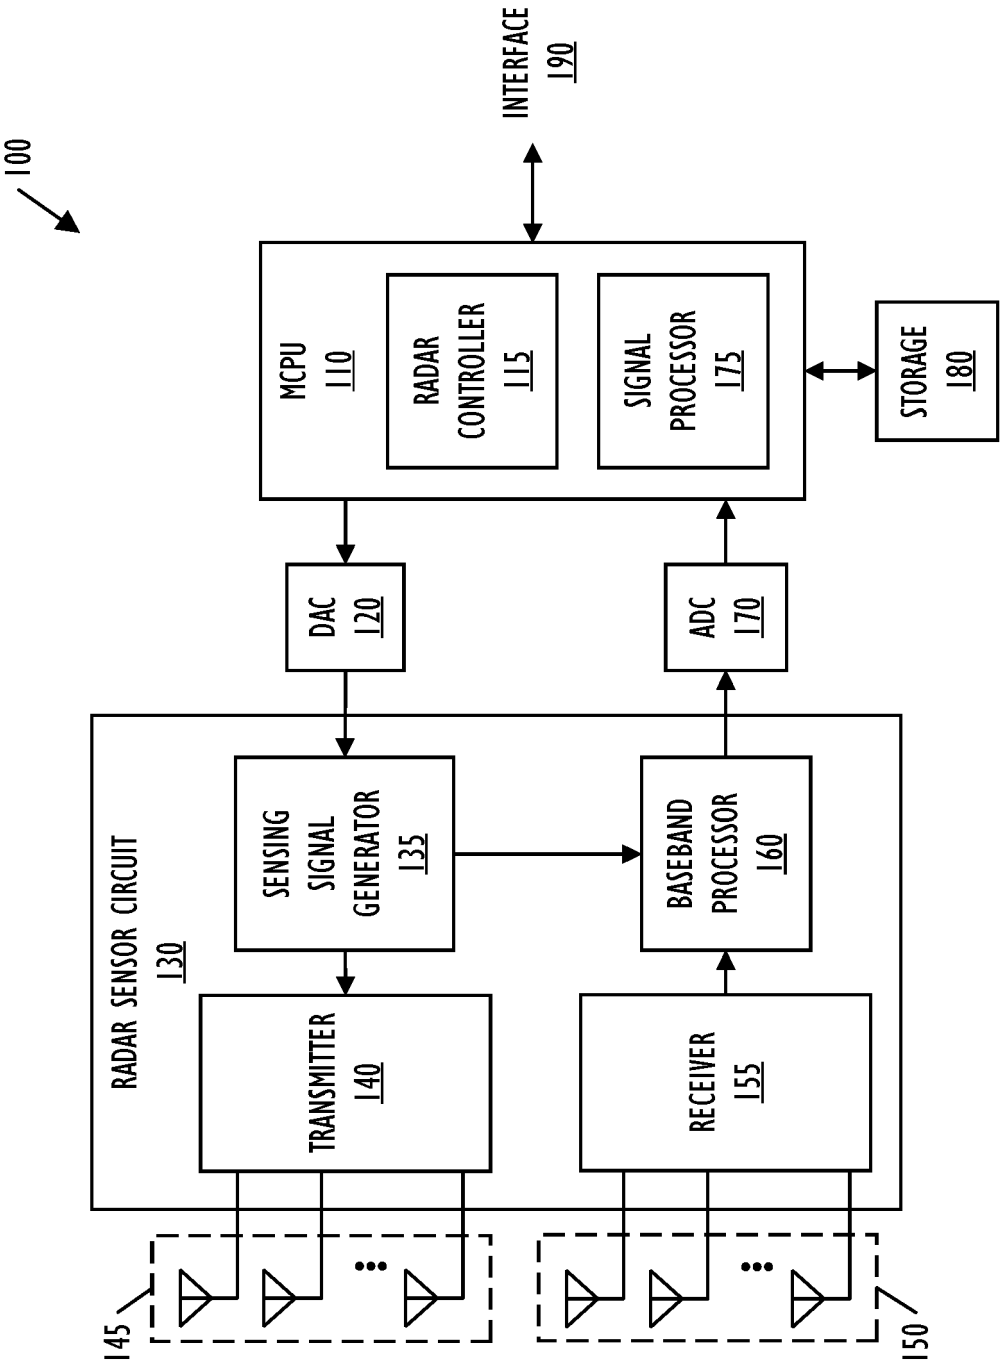 100
145
RADAR SENSOR CIRCUIT
130
TRANSMITTER
140
SENSING
SIGNAL
GENERATOR
135
DAC
120
MCPU
110
RADAR
CONTROLLER
115
INTERFACE
190
RECEIVER
155
BASEBAND
PROCESSOR
160
ADC
170
SIGNAL
PROCESSOR
175
STORAGE
180
150